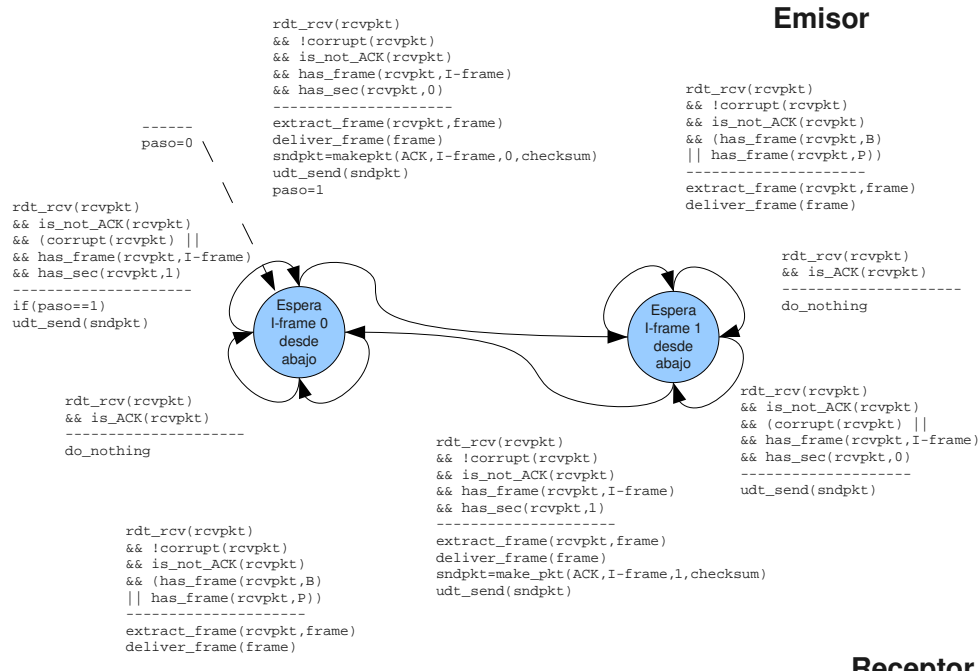 Emisor
rdt_rcv(rcvpkt)
&& !corrupt(rcvpkt)
&& is_not_ACK(rcvpkt)
&& has_frame(rcvpkt,I-frame)
&& has_sec(rcvpkt,0)
---------------------
extract_frame(rcvpkt,frame)
deliver_frame(frame)
sndpkt=makepkt(ACK,I-frame,0,checksum)
udt_send(sndpkt)
paso=1
rdt_rcv(rcvpkt)
&& !corrupt(rcvpkt)
&& is_not_ACK(rcvpkt)
&& (has_frame(rcvpkt,B)
|| has_frame(rcvpkt,P))
---------------------
extract_frame(rcvpkt,frame)
deliver_frame(frame)
------
paso=0
rdt_rcv(rcvpkt)
&& is_not_ACK(rcvpkt)
&& (corrupt(rcvpkt) ||
&& has_frame(rcvpkt,I-frame)
&& has_sec(rcvpkt,1)
---------------------
if(paso==1)
udt_send(sndpkt)
rdt_rcv(rcvpkt)
&& is_ACK(rcvpkt)
---------------------
do_nothing
Espera
I-frame 0
desde
abajo
Espera
I-frame 1
desde
abajo
rdt_rcv(rcvpkt)
&& is_ACK(rcvpkt)
---------------------
do_nothing
rdt_rcv(rcvpkt)
&& is_not_ACK(rcvpkt)
&& (corrupt(rcvpkt) ||
&& has_frame(rcvpkt,I-frame)
&& has_sec(rcvpkt,0)
--------------------
udt_send(sndpkt)
rdt_rcv(rcvpkt)
&& !corrupt(rcvpkt)
&& is_not_ACK(rcvpkt)
&& has_frame(rcvpkt,I-frame)
&& has_sec(rcvpkt,1)
---------------------
extract_frame(rcvpkt,frame)
deliver_frame(frame)
sndpkt=make_pkt(ACK,I-frame,1,checksum)
udt_send(sndpkt)
rdt_rcv(rcvpkt)
&& !corrupt(rcvpkt)
&& is_not_ACK(rcvpkt)
&& (has_frame(rcvpkt,B)
|| has_frame(rcvpkt,P))
---------------------
extract_frame(rcvpkt,frame)
deliver_frame(frame)
Receptor